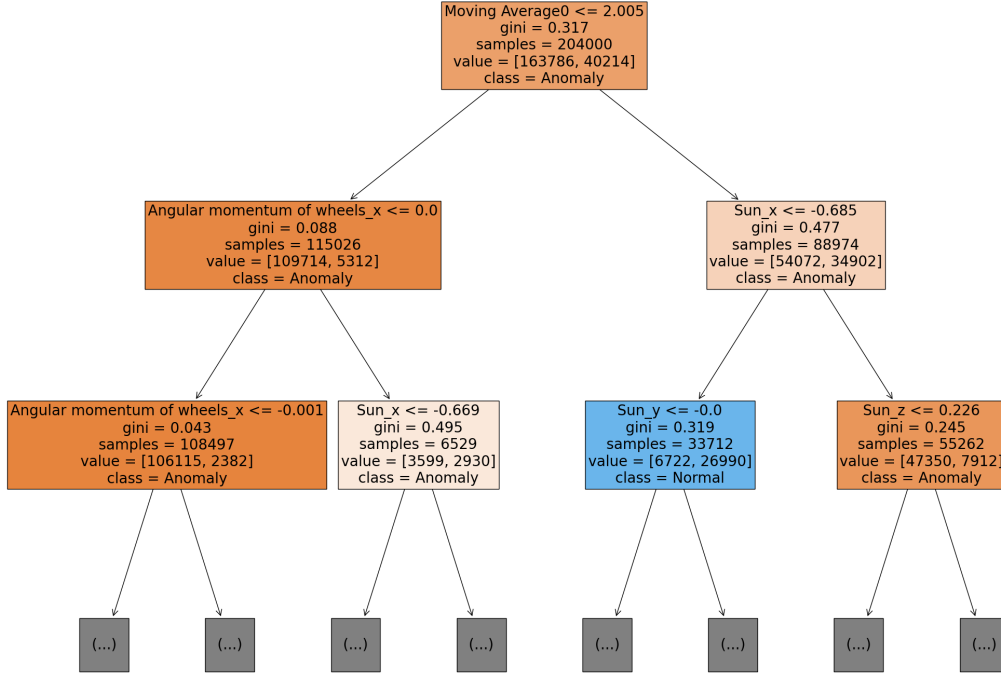 Moving Average0 <= 2.005
gini = 0.317
samples = 204000
value = [163786, 40214]
class = Anomaly
Angular momentum of wheels_x <= 0.0
gini = 0.088
samples = 115026
value = [109714, 5312]
class = Anomaly
Sun_x <= -0.685
gini = 0.477
samples = 88974
value = [54072, 34902]
class = Anomaly
Angular momentum of wheels_x <= -0.001
gini = 0.043
samples = 108497
value = [106115, 2382]
class = Anomaly
Sun_x <= -0.669
gini = 0.495
samples = 6529
value = [3599, 2930]
class = Anomaly
Sun_y <= -0.0
gini = 0.319
samples = 33712
value = [6722, 26990]
class = Normal
Sun_z <= 0.226
gini = 0.245
samples = 55262
value = [47350, 7912]
class = Anomaly
(...)
(...)
(...)
(...)
(...)
(...)
(...)
(...)